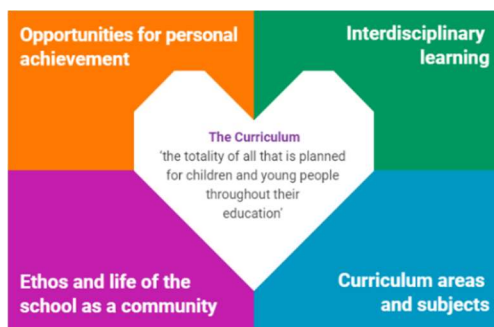 Opportunities for personal
achievement
Interdisciplinary
learning
The Curriculum
'the totality of all that is planned
for children and young people
throughout their
education'
Ethos and life of the
school as a community
Curriculum areas
and subjects